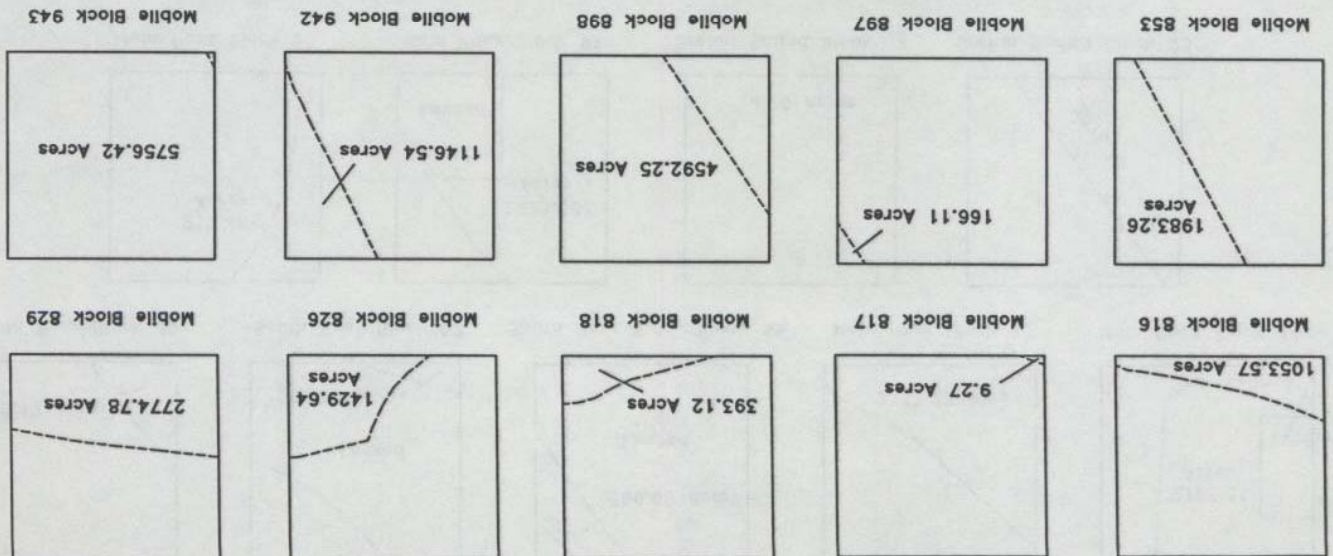 1053.57 Acres
9.27 Acres
393.12 Acres
1429.64
Acres
2774.78 Acres
Mobile Block 816
Mobile Block 817
Mobile Block 818
Mobile Block 826
Mobile Block 829
1983.26
Acres
166.11 Acres
4592.25 Acres
1146.54 Acres
5756.42 Acres
Mobile Block 853
Mobile Block 897
Mobile Block 898
Mobile Block 942
Mobile Block 943